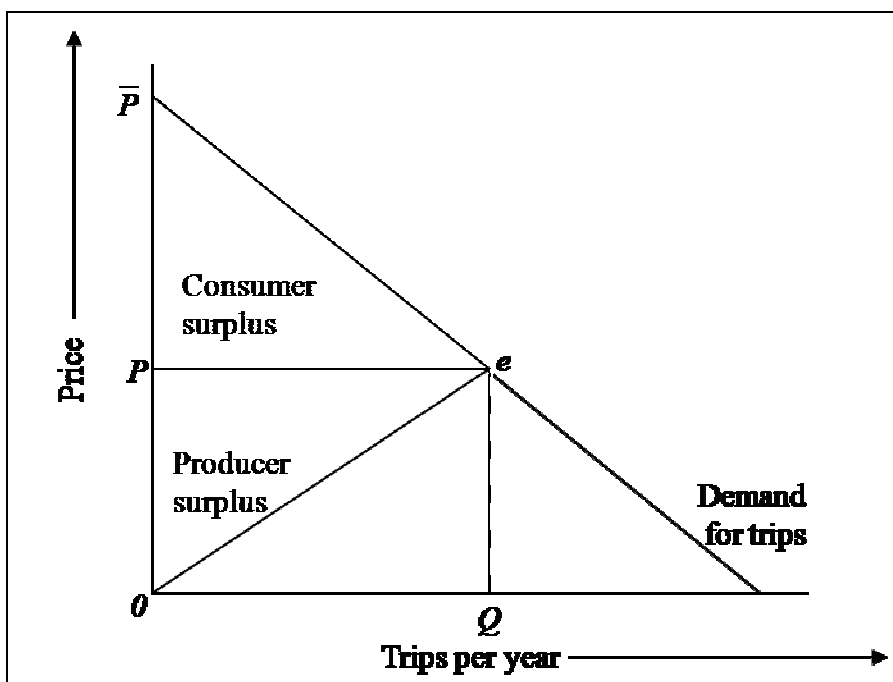 P̅
Consumer
surplus
Price
P
e
Producer
surplus
Demand
for trips
0
Q
Trips per year